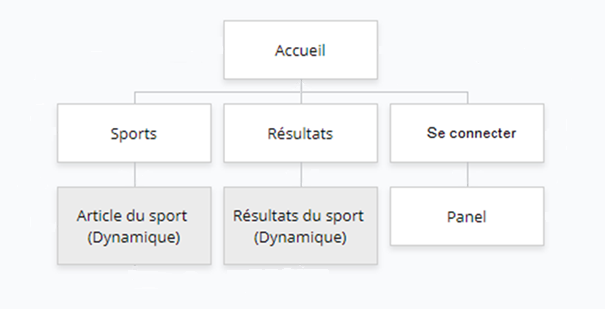 Accueil
Sports
Résultats
Se connecter
Article du sport
(Dynamique)
Résultats du sport
(Dynamique)
Panel